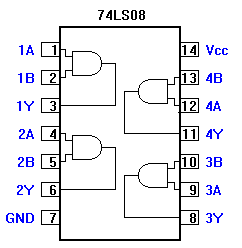 74LS08
1A 1 14 Vcc
1B 2 13 4B
1Y 3 12 4A
2A 4 11 4Y
2B 5 10 3B
2Y 6 9 3A
GND 7 8 3Y